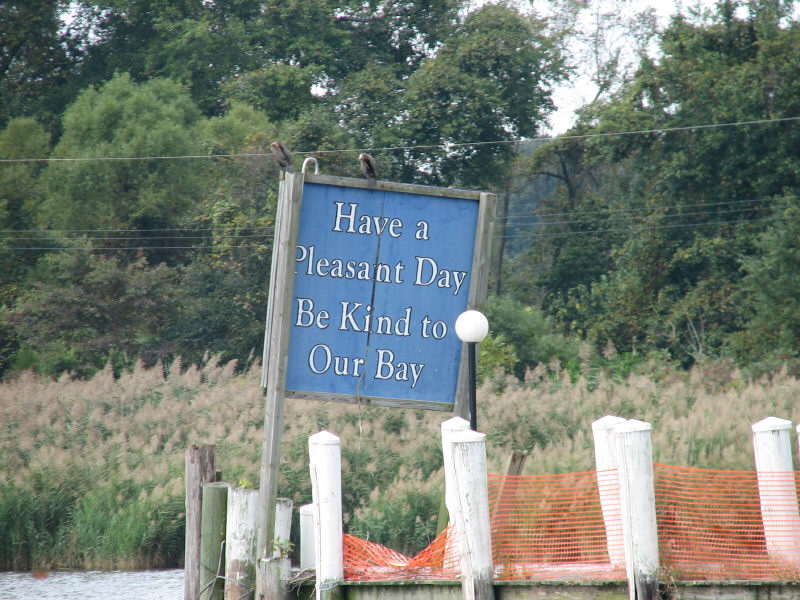 Have a
Pleasant Day
Be Kind to
Our Bay